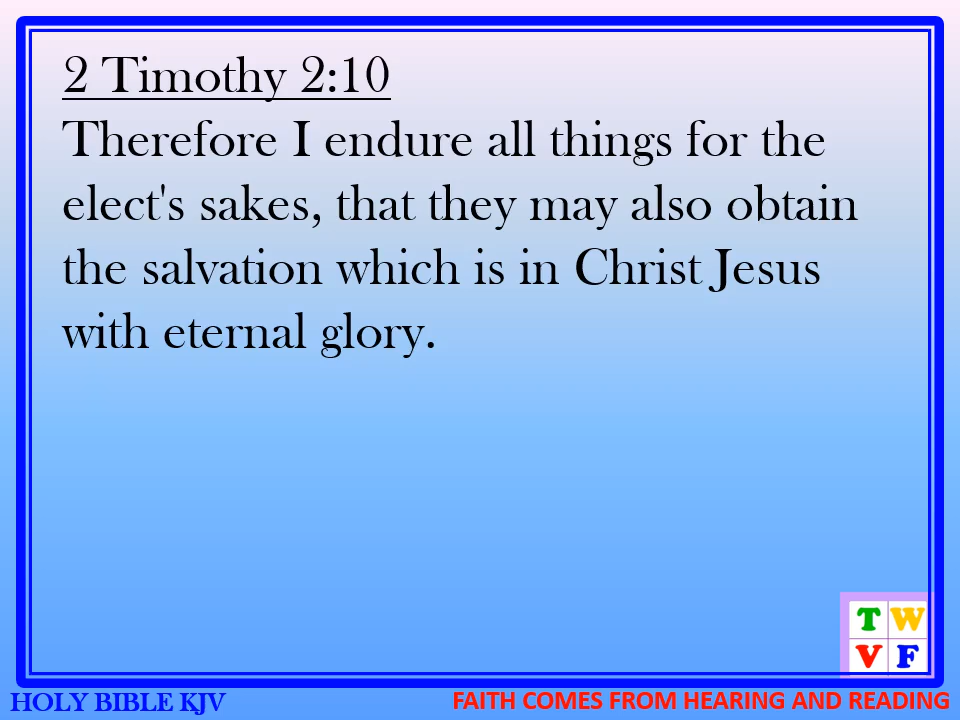 2 Timothy 2:10
Therefore I endure all things for the
elect's sakes, that they may also obtain
the salvation which is in Christ Jesus
with eternal glory.
T W
V F
HOLY BIBLE KJV
FAITH COMES FROM HEARING AND READING